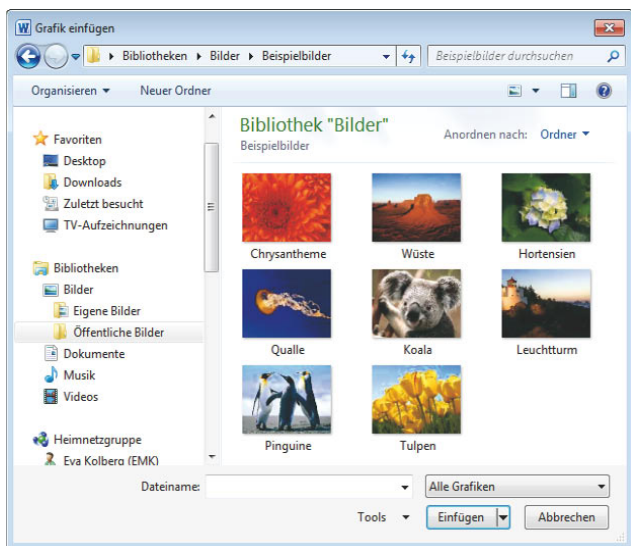 Grafik einfügen
Bibliotheken Bilder Beispielbilder
Beispielbilder durchsuchen
Organisieren Neuer Ordner
Favoriten
Desktop
Downloads
Zuletzt besucht
TV-Aufzeichnungen
Bibliotheken
Bilder
Eigene Bilder
Öffentliche Bilder
Dokumente
Musik
Videos
Heimnetzgruppe
Eva Kolberg (EMK)
Bibliothek "Bilder"
Beispielbilder
Anordnen nach: Ordner
Chrysantheme Wüste Hortensien
Qualle Koala Leuchtturm
Pinguine Tulpen
Dateiname:
Alle Grafiken
Tools Einfügen Abbrechen